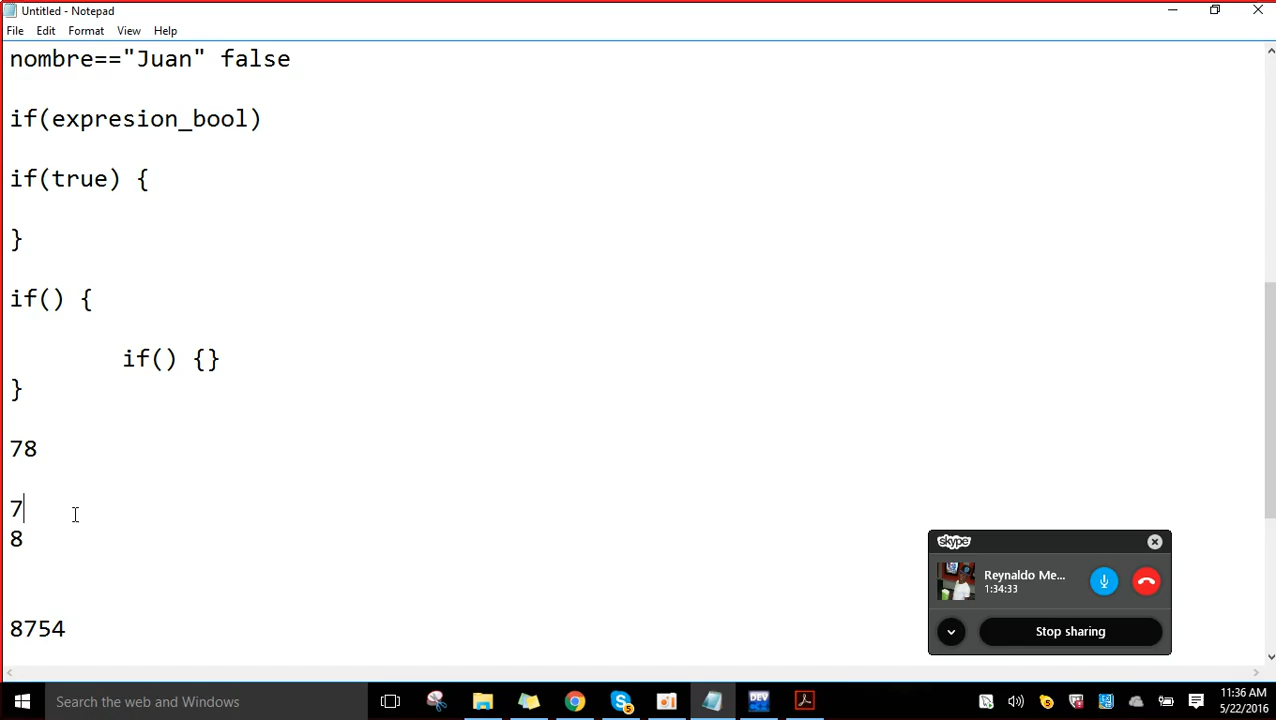 Untitled - Notepad
File Edit Format View Help
nombre=="Juan" false
if(expresion_bool)
if(true) {
}
if() {
if() {}
}
78
7
8
8754
skype
Reynaldo Me...
1:34:33
Stop sharing
Search the web and Windows
5
DEV
11:36 AM
5/22/2016